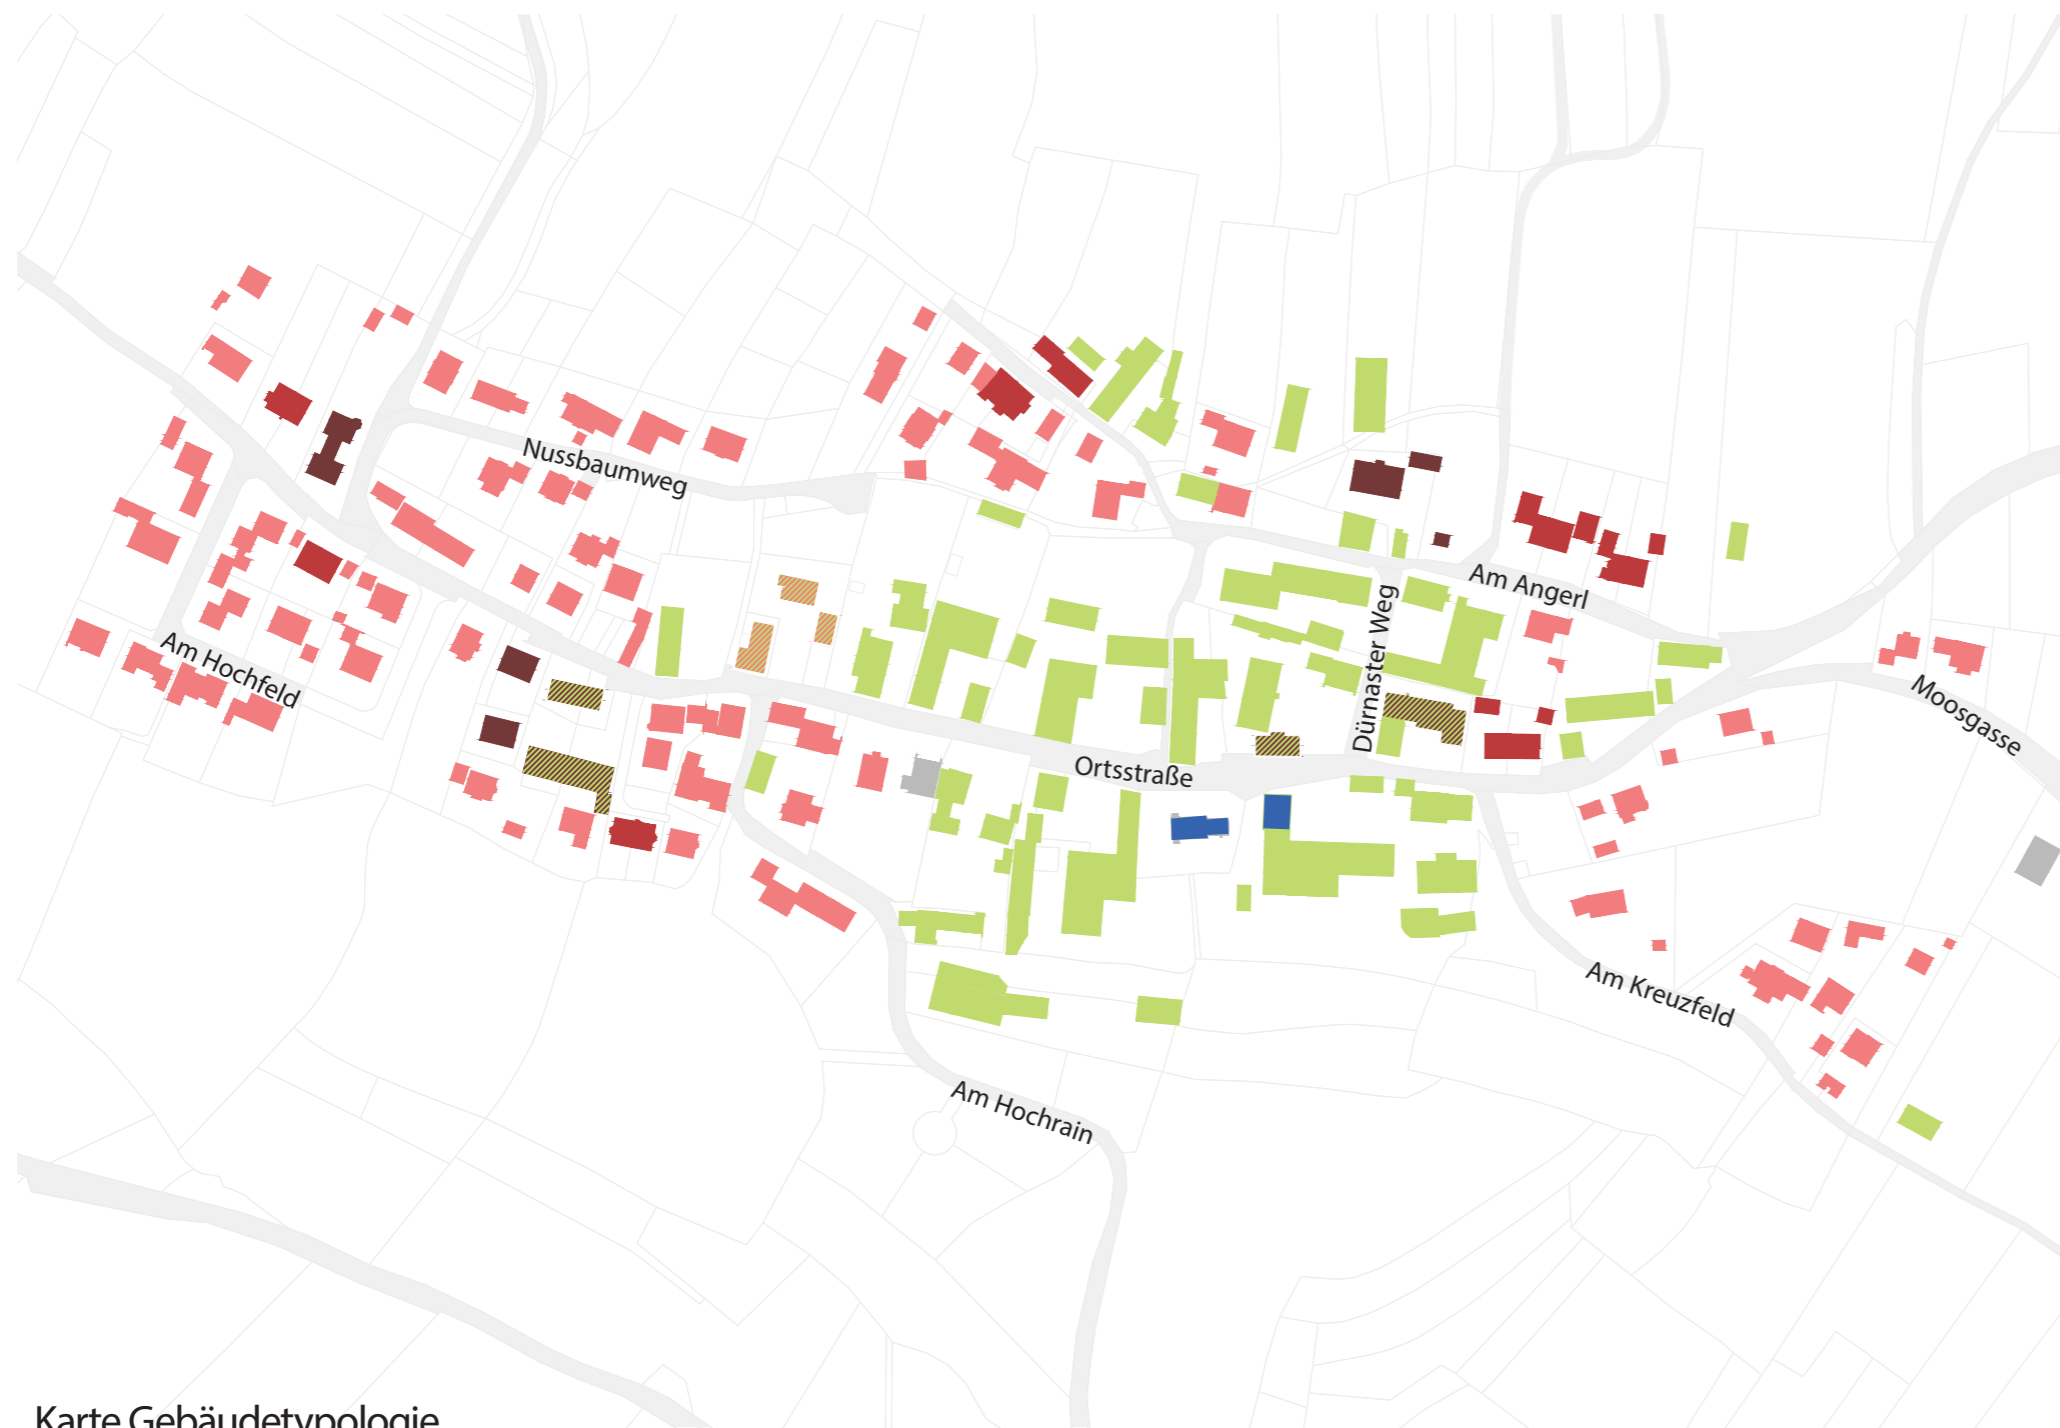 Nussbaumweg
Am Angerl
Dürnaster Weg
Am Hochfeld
Moosgasse
Ortsstraße
Am Kreuzfeld
Am Hochrain
Karte Gebäudetypologie